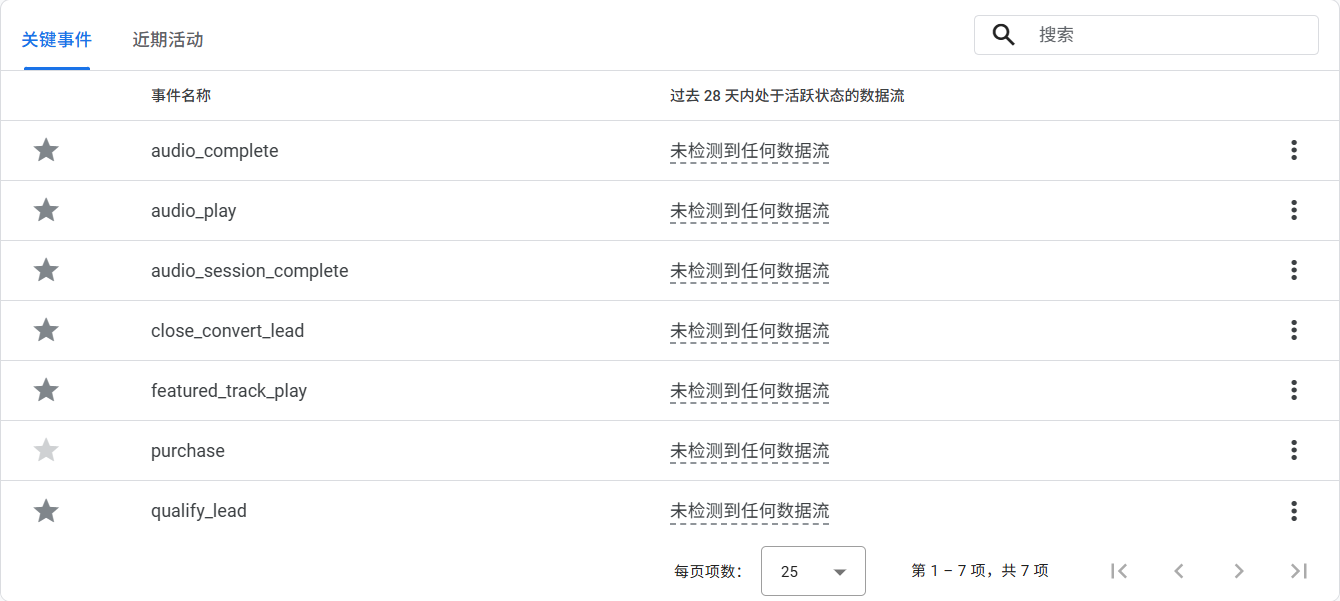 关键事件 近期活动 搜索
事件名称 过去 28 天内处于活跃状态的数据流
audio_complete 未检测到任何数据流
audio_play 未检测到任何数据流
audio_session_complete 未检测到任何数据流
close_convert_lead 未检测到任何数据流
featured_track_play 未检测到任何数据流
purchase 未检测到任何数据流
qualify_lead 未检测到任何数据流
每页项数： 25 第 1 – 7 项，共 7 项